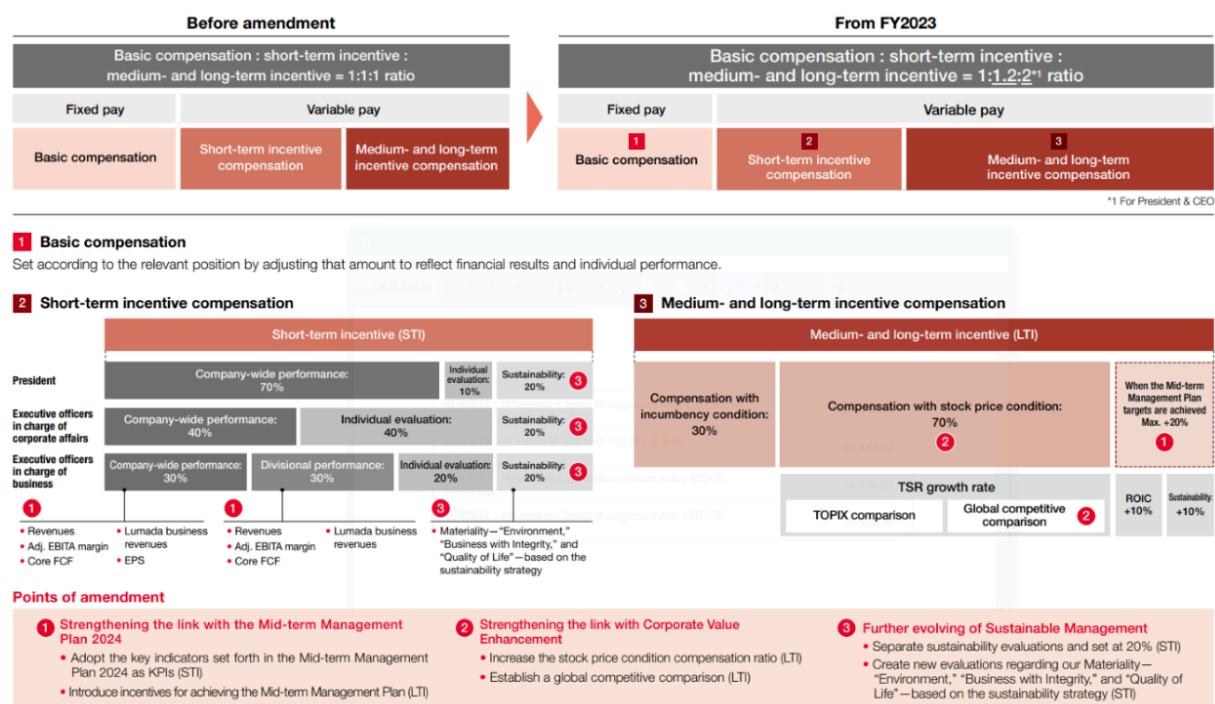 Before amendment
Basic compensation : short-term incentive :
medium- and long-term incentive = 1:1:1 ratio
Fixed pay
Variable pay
Basic compensation
Short-term incentive
compensation
Medium- and long-term
incentive compensation
From FY2023
Basic compensation : short-term incentive :
medium- and long-term incentive = 1:1.2:2*1 ratio
Fixed pay
Variable pay
1
Basic compensation
2
Short-term incentive
compensation
3
Medium- and long-term
incentive compensation
*1 For President & CEO
1 Basic compensation
Set according to the relevant position by adjusting that amount to reflect financial results and individual performance.
2 Short-term incentive compensation
Short-term incentive (STI)
President
Company-wide performance:
70%
Individual
evaluation:
10%
Sustainability:
20%
3
Executive officers
in charge of
corporate affairs
Company-wide performance:
40%
Individual evaluation:
40%
Sustainability:
20%
3
Executive officers
in charge of
business
Company-wide performance:
30%
Divisional performance:
30%
Individual evaluation:
20%
Sustainability:
20%
3
1
• Revenues
• Adj. EBITA margin
• Core FCF
• Lumada business
revenues
• EPS
1
• Revenues
• Adj. EBITA margin
• Core FCF
• Lumada business
revenues
3
• Materiality—“Environment,”
“Business with Integrity,” and
“Quality of Life”—based on the
sustainability strategy
3 Medium- and long-term incentive compensation
Medium- and long-term incentive (LTI)
Compensation with
incumbency condition:
30%
Compensation with stock price condition:
70%
2
When the Mid-term
Management Plan
targets are achieved
Max. +20%
1
TSR growth rate
TOPIX comparison
Global competitive
comparison
2
ROIC
+10%
Sustainability:
+10%
Points of amendment
1 Strengthening the link with the Mid-term Management
Plan 2024
• Adopt the key indicators set forth in the Mid-term Management
Plan 2024 as KPIs (STI)
• Introduce incentives for achieving the Mid-term Management Plan (LTI)
2 Strengthening the link with Corporate Value
Enhancement
• Increase the stock price condition compensation ratio (LTI)
• Establish a global competitive comparison (LTI)
3 Further evolving of Sustainable Management
• Separate sustainability evaluations and set at 20% (STI)
• Create new evaluations regarding our Materiality—
“Environment,” “Business with Integrity,” and “Quality of
Life”—based on the sustainability strategy (STI)